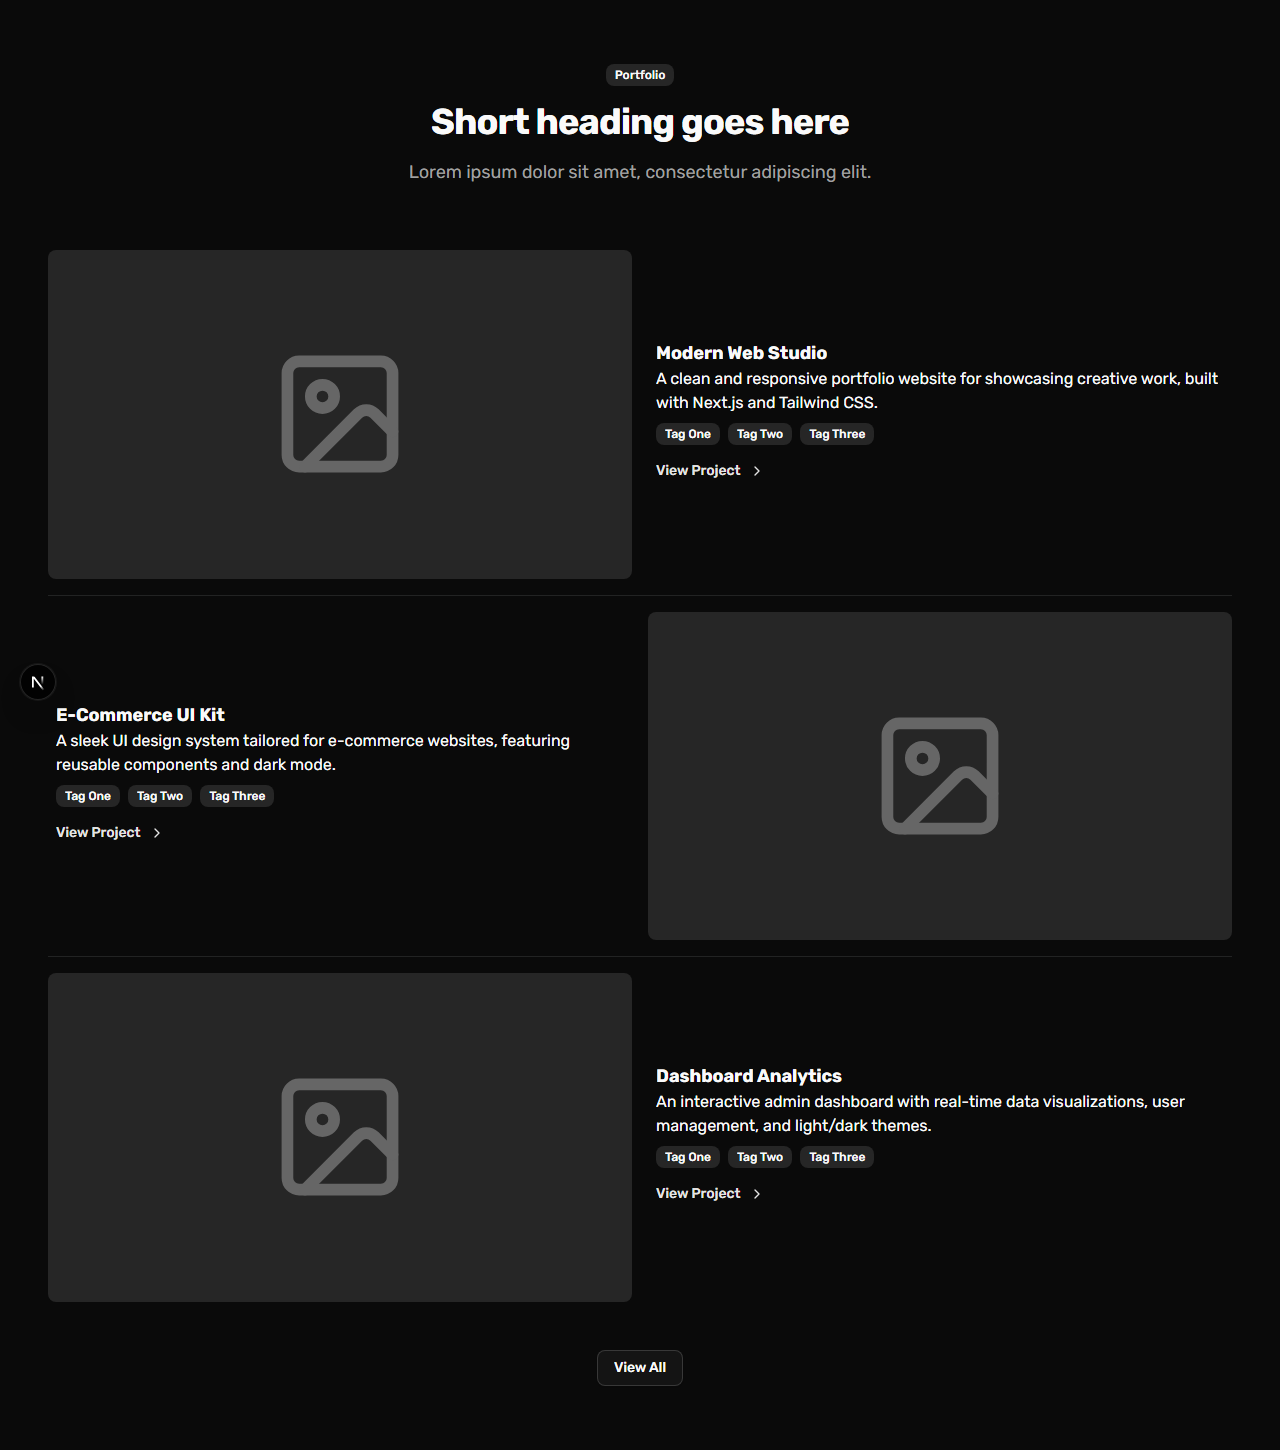 Portfolio
Short heading goes here
Lorem ipsum dolor sit amet, consectetur adipiscing elit.
Modern Web Studio
A clean and responsive portfolio website for showcasing creative work, built
with Next.js and Tailwind CSS.
Tag One Tag Two Tag Three
View Project
N
E-Commerce UI Kit
A sleek UI design system tailored for e-commerce websites, featuring
reusable components and dark mode.
Tag One Tag Two Tag Three
View Project
Dashboard Analytics
An interactive admin dashboard with real-time data visualizations, user
management, and light/dark themes.
Tag One Tag Two Tag Three
View Project
View All